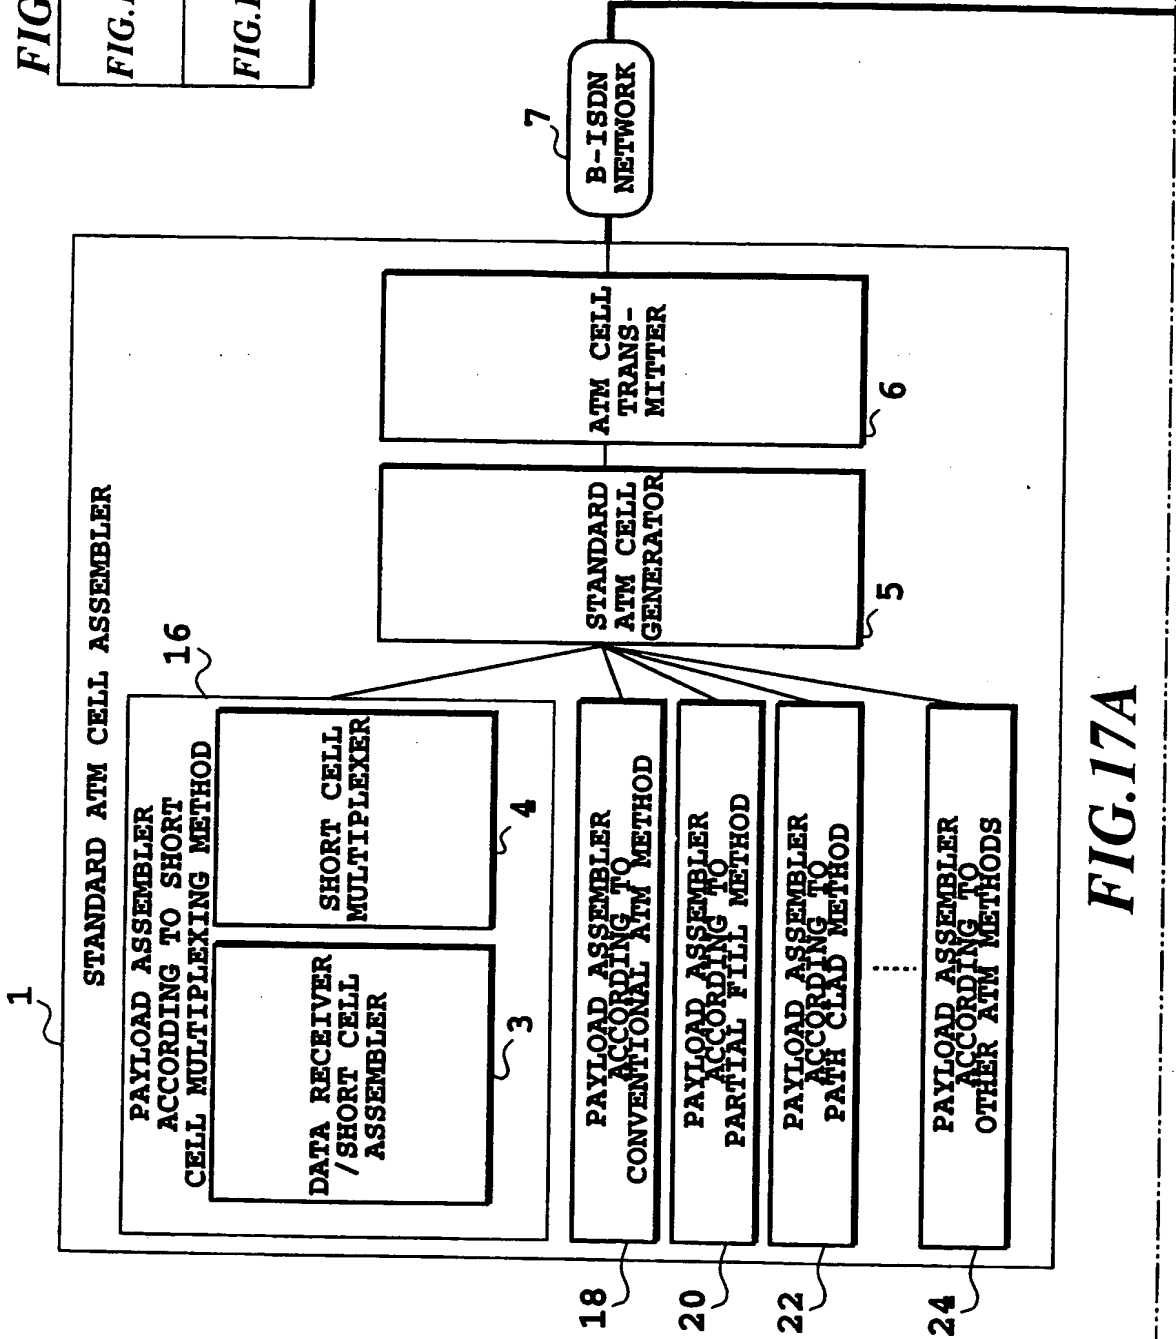 FIG
FIG.1
FIG.1
1
STANDARD ATM CELL ASSEMBLER
16
PAYLOAD ASSEMBLER
ACCORDING TO SHORT
CELL MULTIPLEXING METHOD
DATA RECEIVER
/SHORT CELL
ASSEMBLER
3
SHORT CELL
MULTIPLEXER
4
18
PAYLOAD ASSEMBLER
ACCORDING TO
CONVENTIONAL ATM METHOD
20
PAYLOAD ASSEMBLER
ACCORDING TO
PARTIAL FILL METHOD
22
PAYLOAD ASSEMBLER
ACCORDING TO
PATH CLAD METHOD
24
PAYLOAD ASSEMBLER
ACCORDING TO
OTHER ATM METHODS
STANDARD
ATM CELL
GENERATOR
5
ATM CELL
TRANS-
MITTER
6
7
B-ISDN
NETWORK
FIG.17A